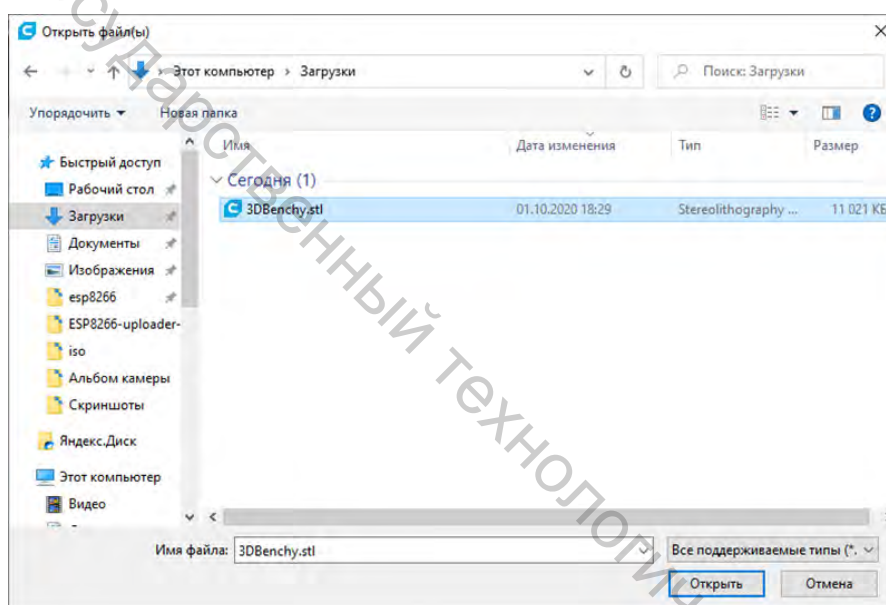 Открыть файл(ы)
Этот компьютер › Загрузки
Поиск: Загрузки
Упорядочить
Новая папка
Имя
Дата изменения
Тип
Размер
Быстрый доступ
Рабочий стол
Загрузки
Документы
Изображения
esp8266
ESP8266-uploader-
iso
Альбом камеры
Скриншоты
Яндекс.Диск
Этот компьютер
Видео
Сегодня (1)
3DBenchy.stl
01.10.2020 18:29
Stereolithography ...
11 021 КБ
Имя файла:
3DBenchy.stl
Все поддерживаемые типы (*.
Открыть
Отмена
сударственный технологич